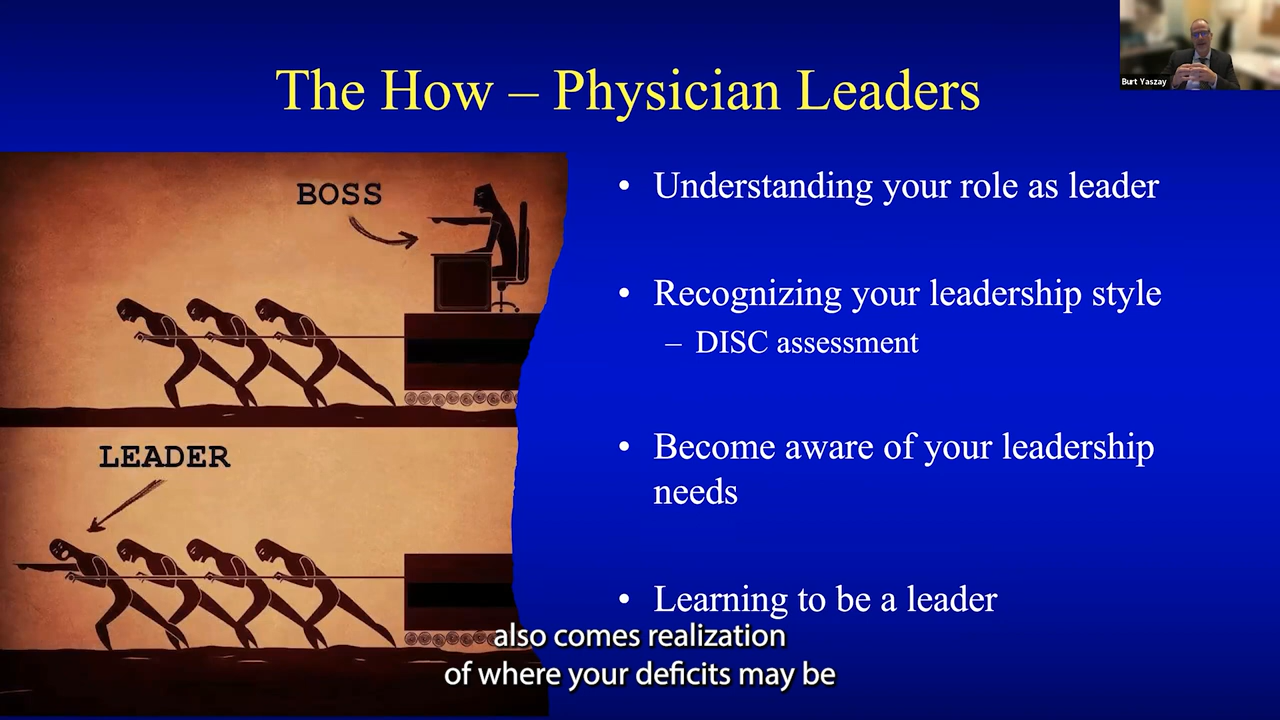 Burt Yaszay
The How – Physician Leaders
BOSS
LEADER
• Understanding your role as leader
• Recognizing your leadership style
– DISC assessment
• Become aware of your leadership
needs
• Learning to be a leader
also comes realization
of where your deficits may be